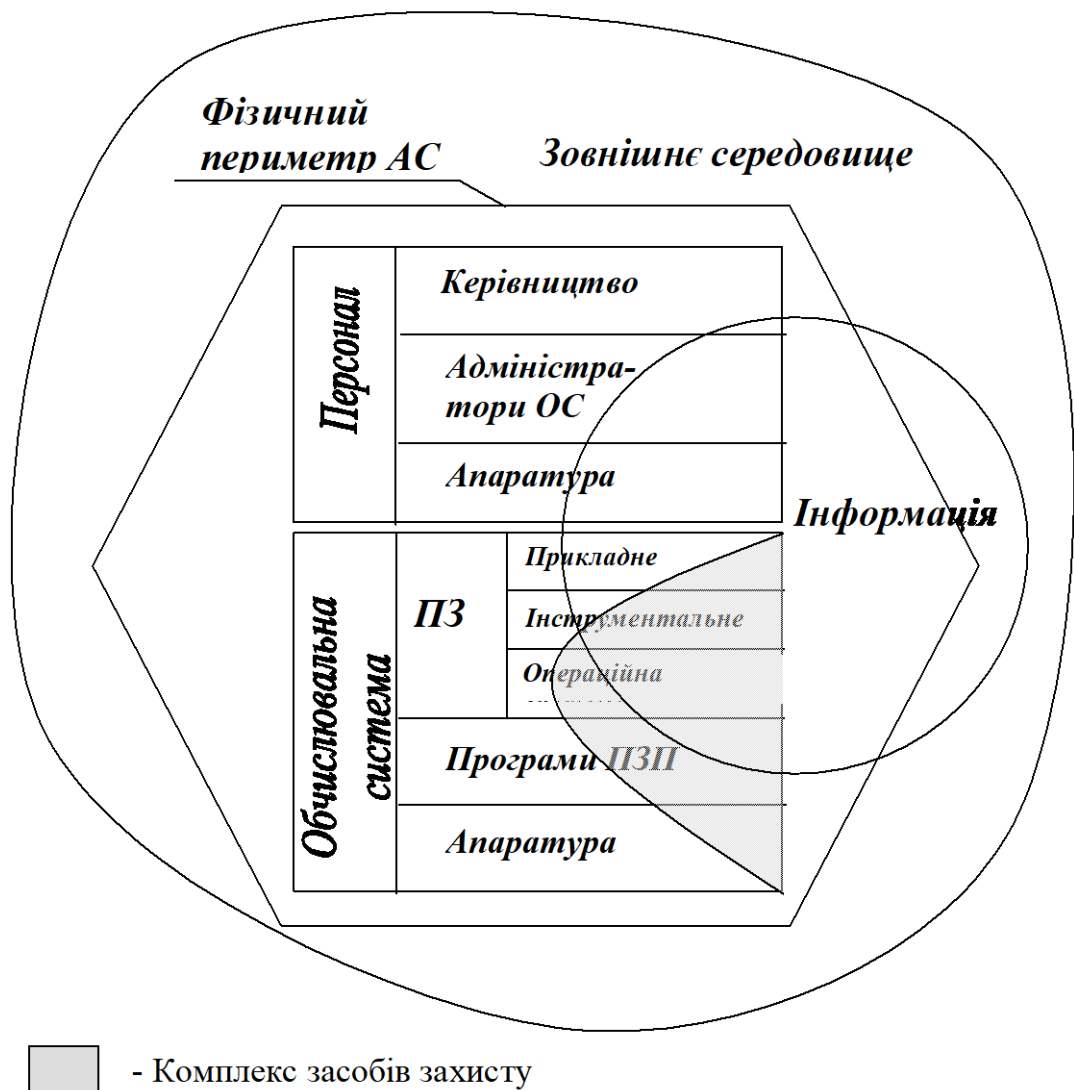 Фізичний
периметр АС
Зовнішнє середовище
Персонал
Керівництво
Адміністра-
тори ОС
Апаратура
Інформація
Обчислювальна
система
ПЗ
Прикладне
Інструментальне
Операційна
Програми ПЗП
Апаратура
- Комплекс засобів захисту